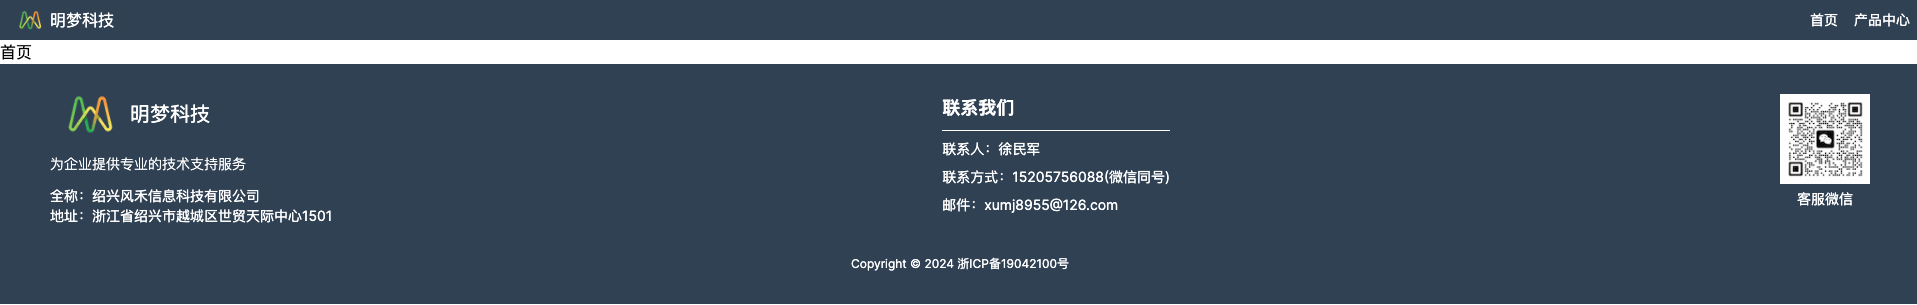 明梦科技
首页
产品中心
首页
明梦科技
为企业提供专业的技术支持服务
全称：绍兴风禾信息科技有限公司
地址：浙江省绍兴市越城区世贸天际中心1501
联系我们
联系人：徐民军
联系方式：15205756088(微信同号)
邮件：xumj8955@126.com
客服微信
Copyright © 2024 浙ICP备19042100号